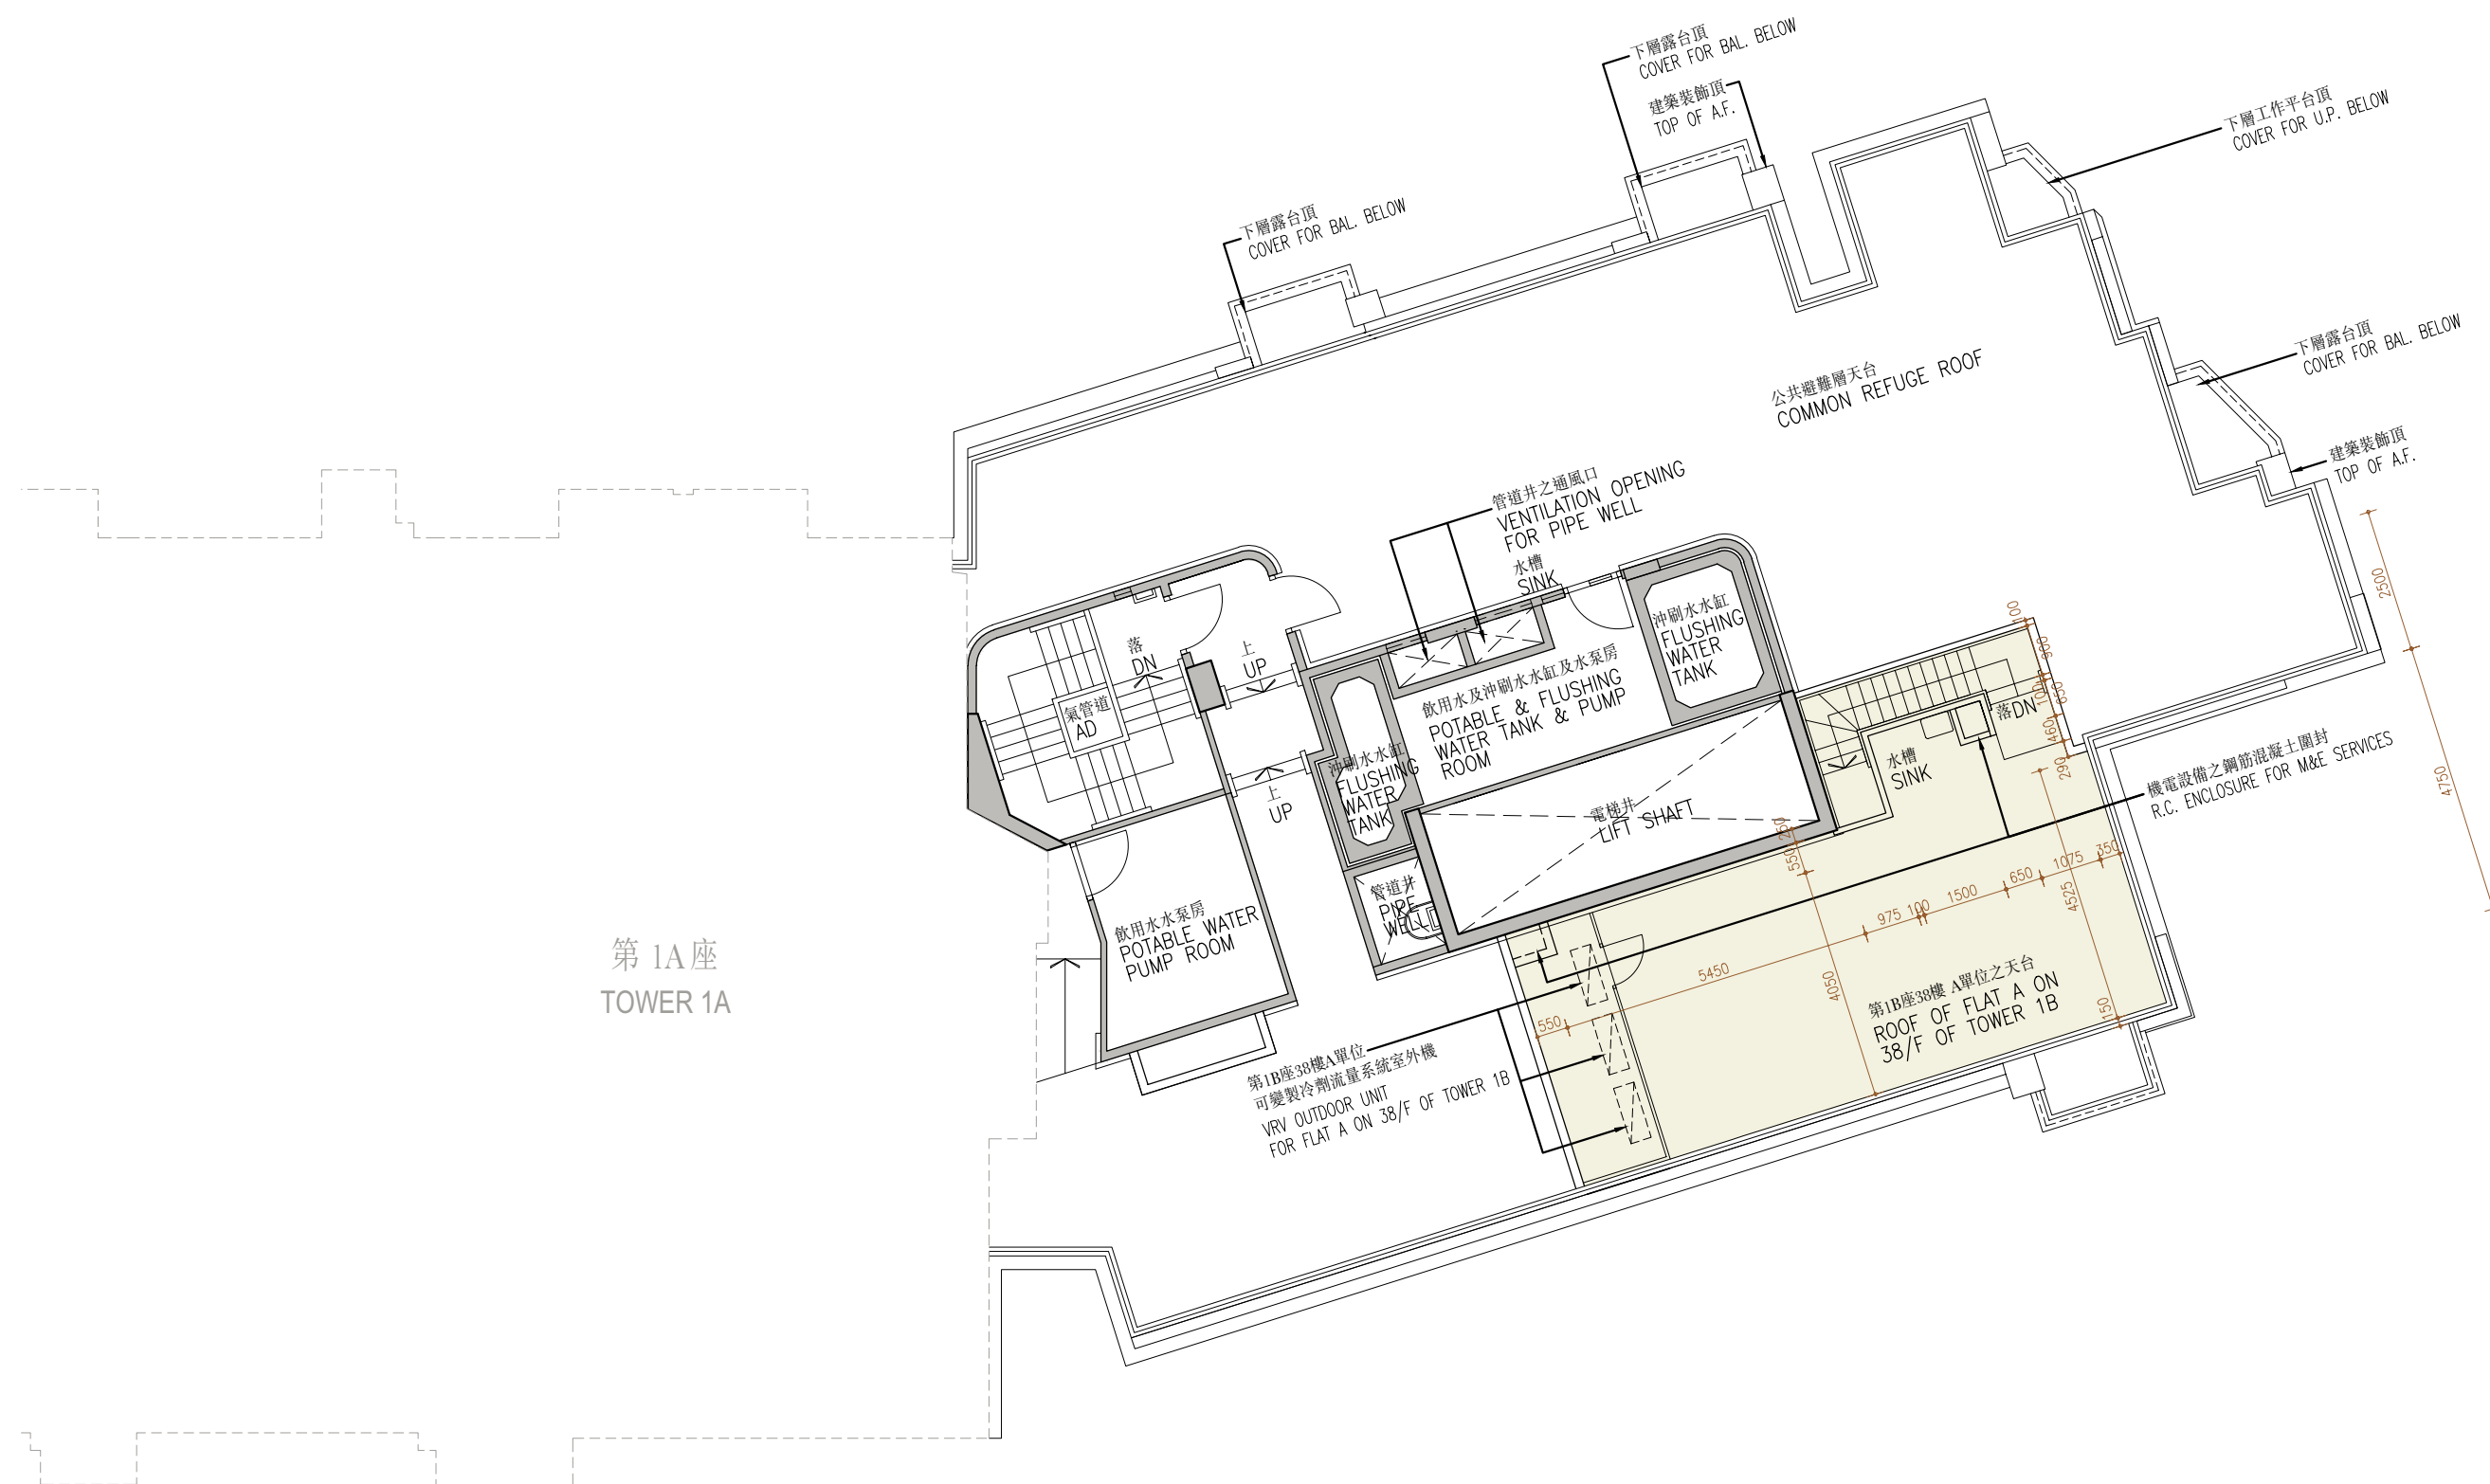 下層露台頂
COVER FOR BAL. BELOW
建築裝飾頂
TOP OF A.F.
下層工作平台頂
COVER FOR U.P. BELOW
下層露台頂
COVER FOR BAL. BELOW
下層露台頂
COVER FOR BAL. BELOW
公共避難層天台
COMMON REFUGE ROOF
建築裝飾頂
TOP OF A.F.
管道井之通風口
VENTILATION OPENING
FOR PIPE WELL
水槽
SINK
沖刷水水缸
FLUSHING
WATER
TANK
落
DN
上
UP
氣管道
AD
飲用水及沖刷水水缸及水泵房
POTABLE & FLUSHING
WATER TANK & PUMP
ROOM
沖刷水水缸
FLUSHING
WATER
TANK
上
UP
電梯井
LIFT SHAFT
水槽
SINK
落DN
機電設備之鋼筋混凝土圍封
R.C. ENCLOSURE FOR M&E SERVICES
管道井
PIPE
WELL
飲用水水泵房
POTABLE WATER
PUMP ROOM
第 1A座
TOWER 1A
第1B座38樓 A單位之天台
ROOF OF FLAT A ON
38/F OF TOWER 1B
第1B座38樓A單位
可變製冷劑流量系統室外機
VRV OUTDOOR UNIT
FOR FLAT A ON 38/F OF TOWER 1B
2500
4750
100
900
100
650
460
290
250
550
550
5450
975
100
1500
650
1075
350
4525
4050
150